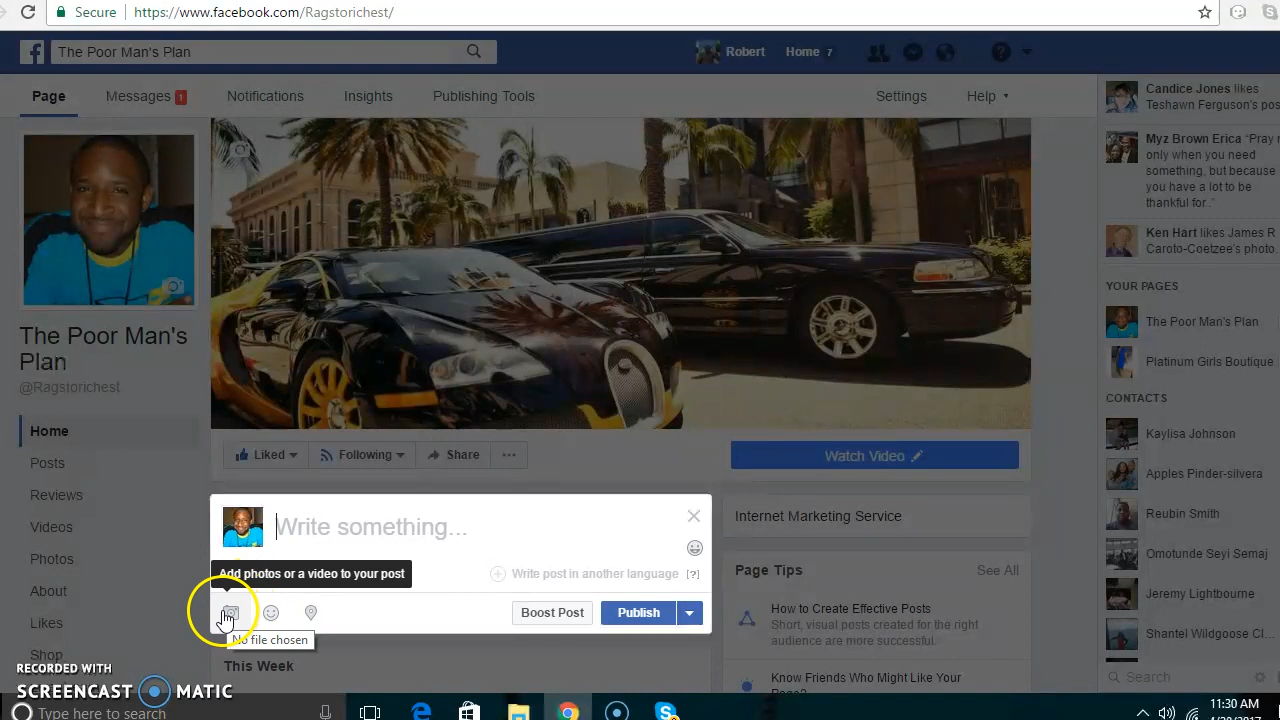 Secure https://www.facebook.com/Ragstorichest/
The Poor Man's Plan
Robert Home 7
Page Messages 1 Notifications Insights Publishing Tools Settings Help
The Poor Man's
Plan
@Ragstorichest
Home
Posts
Reviews
Videos
Photos
About
Likes
Shop
Liked Following Share ...
Watch Video
Write something...
Add photos or a video to your post
Write post in another language [?]
Boost Post Publish
No file chosen
This Week
Internet Marketing Service
Page Tips See All
How to Create Effective Posts
Short, visual posts created for the right
audience are more successful.
Know Friends Who Might Like Your
Candice Jones likes
Teshawn Ferguson's pos
Myz Brown Erica "Pray
only when you need
something, but because
you have a lot to be
thankful for.."
Ken Hart likes James R
Caroto-Coetzee's photo
YOUR PAGES
The Poor Man's Plan
Platinum Girls Boutique
CONTACTS
Kaylisa Johnson
Apples Pinder-silvera
Reubin Smith
Omotunde Seyi Semaj
Jeremy Lightbourne
Shantel Wildgoose Cl...
Search
RECORDED WITH
SCREENCAST MATIC
Type here to search
11:30 AM